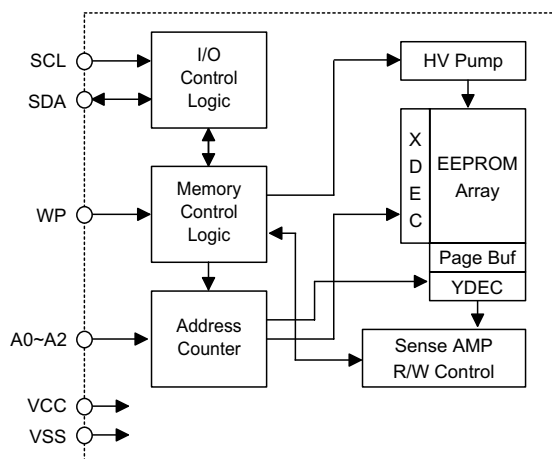 SCL
SDA
WP
A0~A2
VCC
VSS
I/O
Control
Logic
Memory
Control
Logic
Address
Counter
HV Pump
X
D
E
C
EEPROM
Array
Page Buf
YDEC
Sense AMP
R/W Control